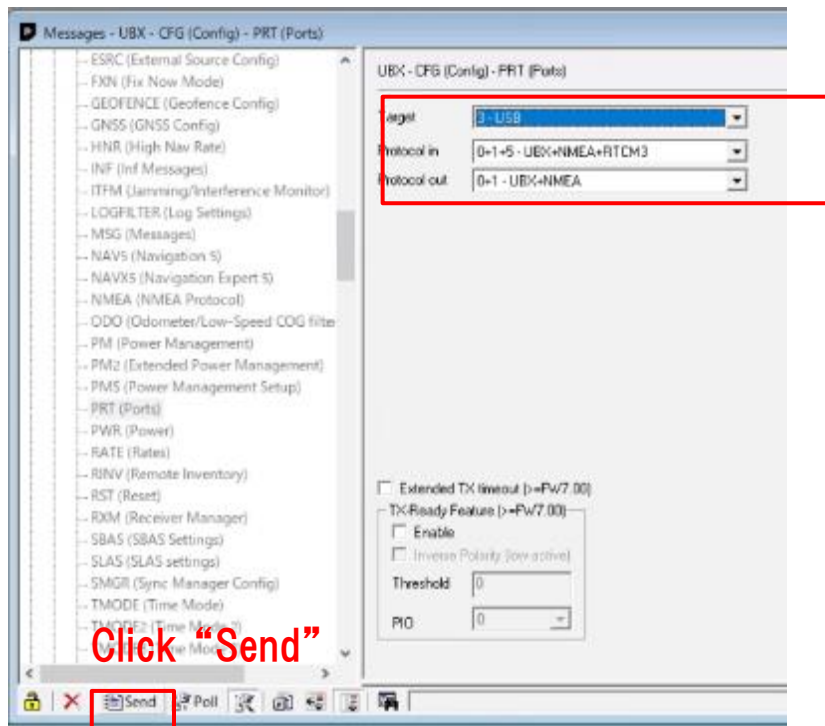 Messages - UBX - CFG (Config) - PRT (Ports)
ESRC (External Source Config)
FXN (Fix Now Mode)
GEOFENCE (Geofence Config)
GNSS (GNSS Config)
HNR (High Nav Rate)
INF (Inf Messages)
ITFM (Jamming/Interference Monitor)
LOGFILTER (Log Settings)
MSG (Messages)
NAV5 (Navigation 5)
NAVX5 (Navigation Expert 5)
NMEA (NMEA Protocol)
ODO (Odometer/Low-Speed COG filte
PM (Power Management)
PM2 (Extended Power Management)
PMS (Power Management Setup)
PRT (Ports)
PWR (Power)
RATE (Rates)
RINV (Remote Inventory)
RST (Reset)
RXM (Receiver Manager)
SBAS (SBAS Settings)
SLAS (SLAS settings)
SMGR (Sync Manager Config)
TMODE (Time Mode)
TMODE2 (Time Mode 2)
Click “Send”
Send
Poll
UBX - CFG (Config) - PRT (Ports)
Target
3 - USB
Protocol in
0+1+5 - UBX+NMEA+RTCM3
Protocol out
0+1 - UBX+NMEA
Extended TX timeout (>=FW7.00)
TX-Ready Feature (>=FW7.00)
Enable
Inverse Polarity (low-active)
Threshold
0
PIO
0